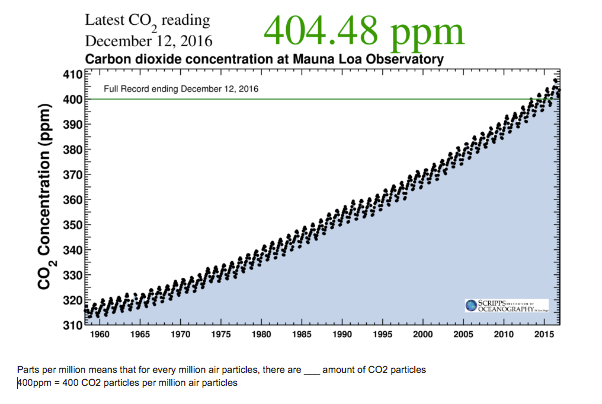 Latest CO2 reading
December 12, 2016
404.48 ppm
Carbon dioxide concentration at Mauna Loa Observatory
Full Record ending December 12, 2016
CO2 Concentration (ppm)
410
400
390
380
370
360
350
340
330
320
310
1960 1965 1970 1975 1980 1985 1990 1995 2000 2005 2010 2015
SCRIPPS
OCEANOGRAPHY
Parts per million means that for every million air particles, there are ___ amount of CO2 particles
400ppm = 400 CO2 particles per million air particles